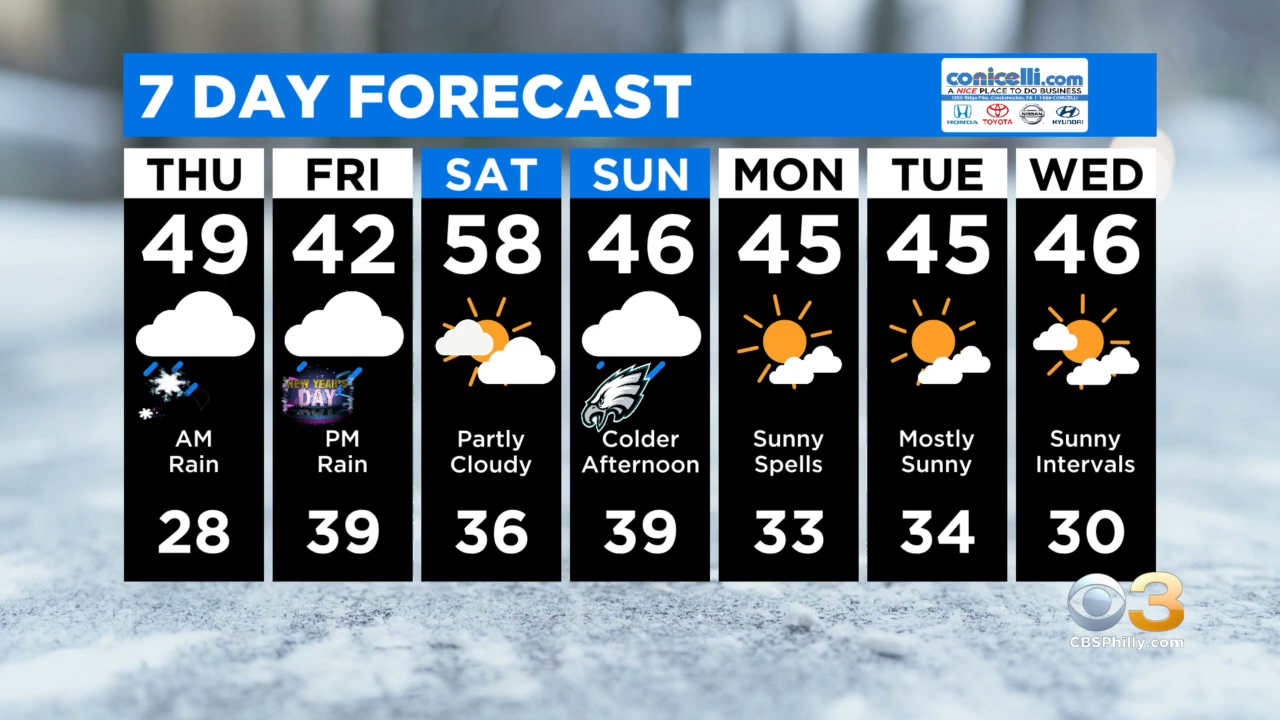 7 DAY FORECAST
conicelli.com
A NICE PLACE TO DO BUSINESS
HONDA TOYOTA NISSAN HYUNDAI
THU FRI SAT SUN MON TUE WED
49 42 58 46 45 45 46
NEW YEAR'S
DAY
AM PM Partly Colder Sunny Mostly Sunny
Rain Rain Cloudy Afternoon Spells Sunny Intervals
28 39 36 39 33 34 30
3
CBSPhilly.com